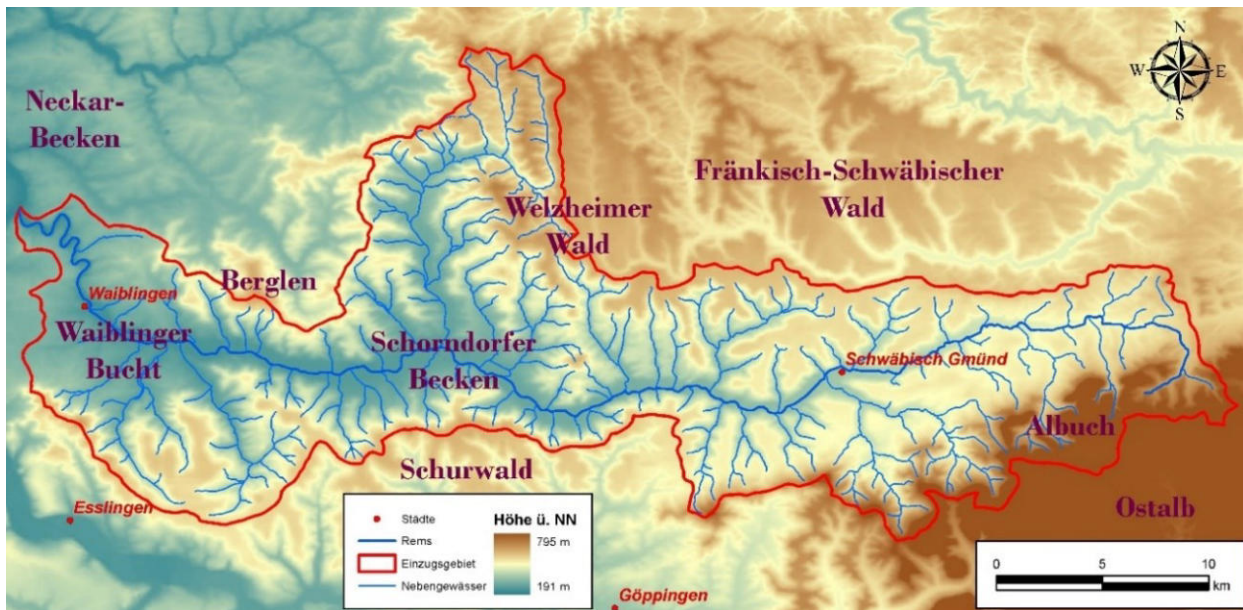 N
W
E
S
Neckar-
Becken
Fränkisch-Schwäbischer
Wald
Welzheimer
Wald
Berglen
Waiblingen
Waiblinger
Bucht
Schorndorfer
Becken
Schwäbisch Gmünd
Albuch
Schurwald
Ostalb
Esslingen
Göppingen
Städte
Rems
Einzugsgebiet
Nebengewässer
Höhe ü. NN
795 m
191 m
0
5
10
km